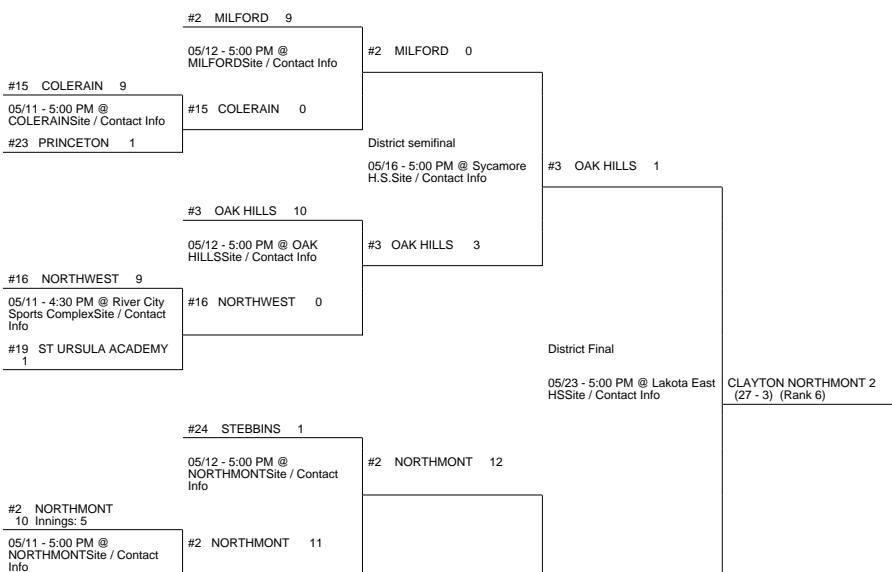 #2 MILFORD 9
05/12 - 5:00 PM @
MILFORDSite / Contact Info
#2 MILFORD 0
#15 COLERAIN 9
05/11 - 5:00 PM @
COLERAINSite / Contact Info
#15 COLERAIN 0
#23 PRINCETON 1
District semifinal
05/16 - 5:00 PM @ Sycamore
H.S.Site / Contact Info
#3 OAK HILLS 1
#3 OAK HILLS 10
05/12 - 5:00 PM @ OAK
HILLSSite / Contact Info
#3 OAK HILLS 3
#16 NORTHWEST 9
05/11 - 4:30 PM @ River City
Sports ComplexSite / Contact
Info
#16 NORTHWEST 0
#19 ST URSULA ACADEMY
1
District Final
05/23 - 5:00 PM @ Lakota East
HSSite / Contact Info
CLAYTON NORTHMONT 2
(27 - 3) (Rank 6)
#24 STEBBINS 1
05/12 - 5:00 PM @
NORTHMONTSite / Contact
Info
#2 NORTHMONT 12
#2 NORTHMONT
10 Innings: 5
05/11 - 5:00 PM @
NORTHMONTSite / Contact
Info
#2 NORTHMONT 11